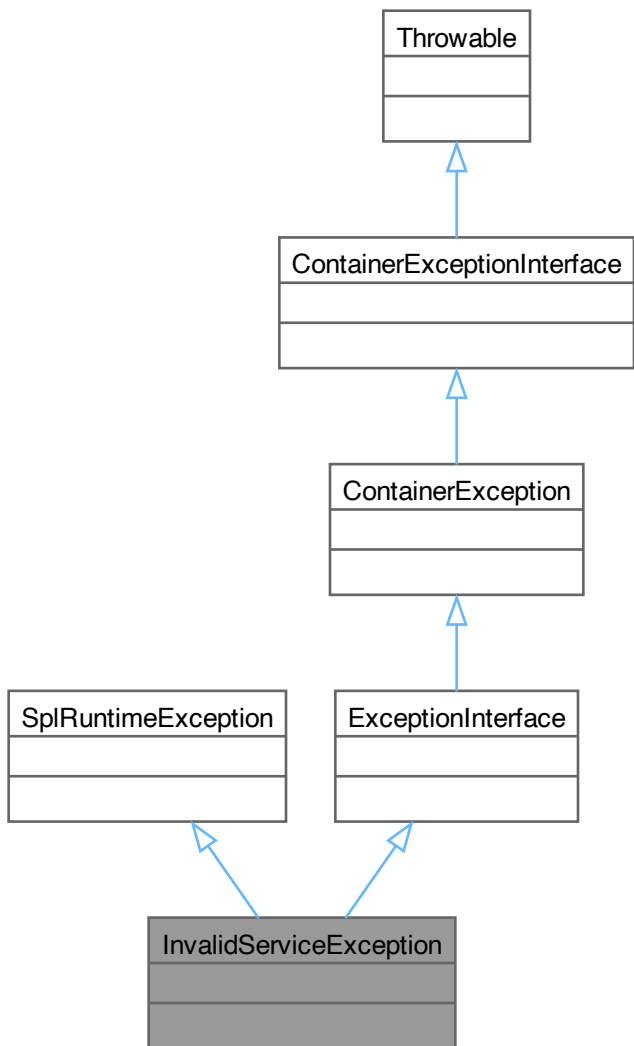 Throwable
ContainerExceptionInterface
ContainerException
SplRuntimeException
ExceptionInterface
InvalidServiceException